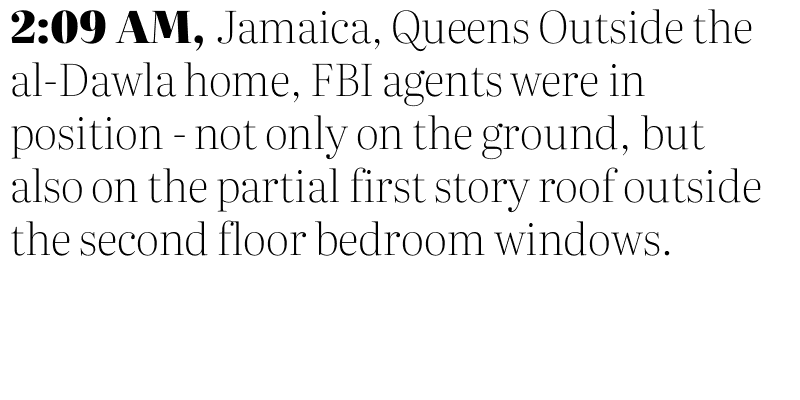 2:09 AM, Jamaica, Queens Outside the
al-Dawla home, FBI agents were in
position - not only on the ground, but
also on the partial first story roof outside
the second floor bedroom windows.